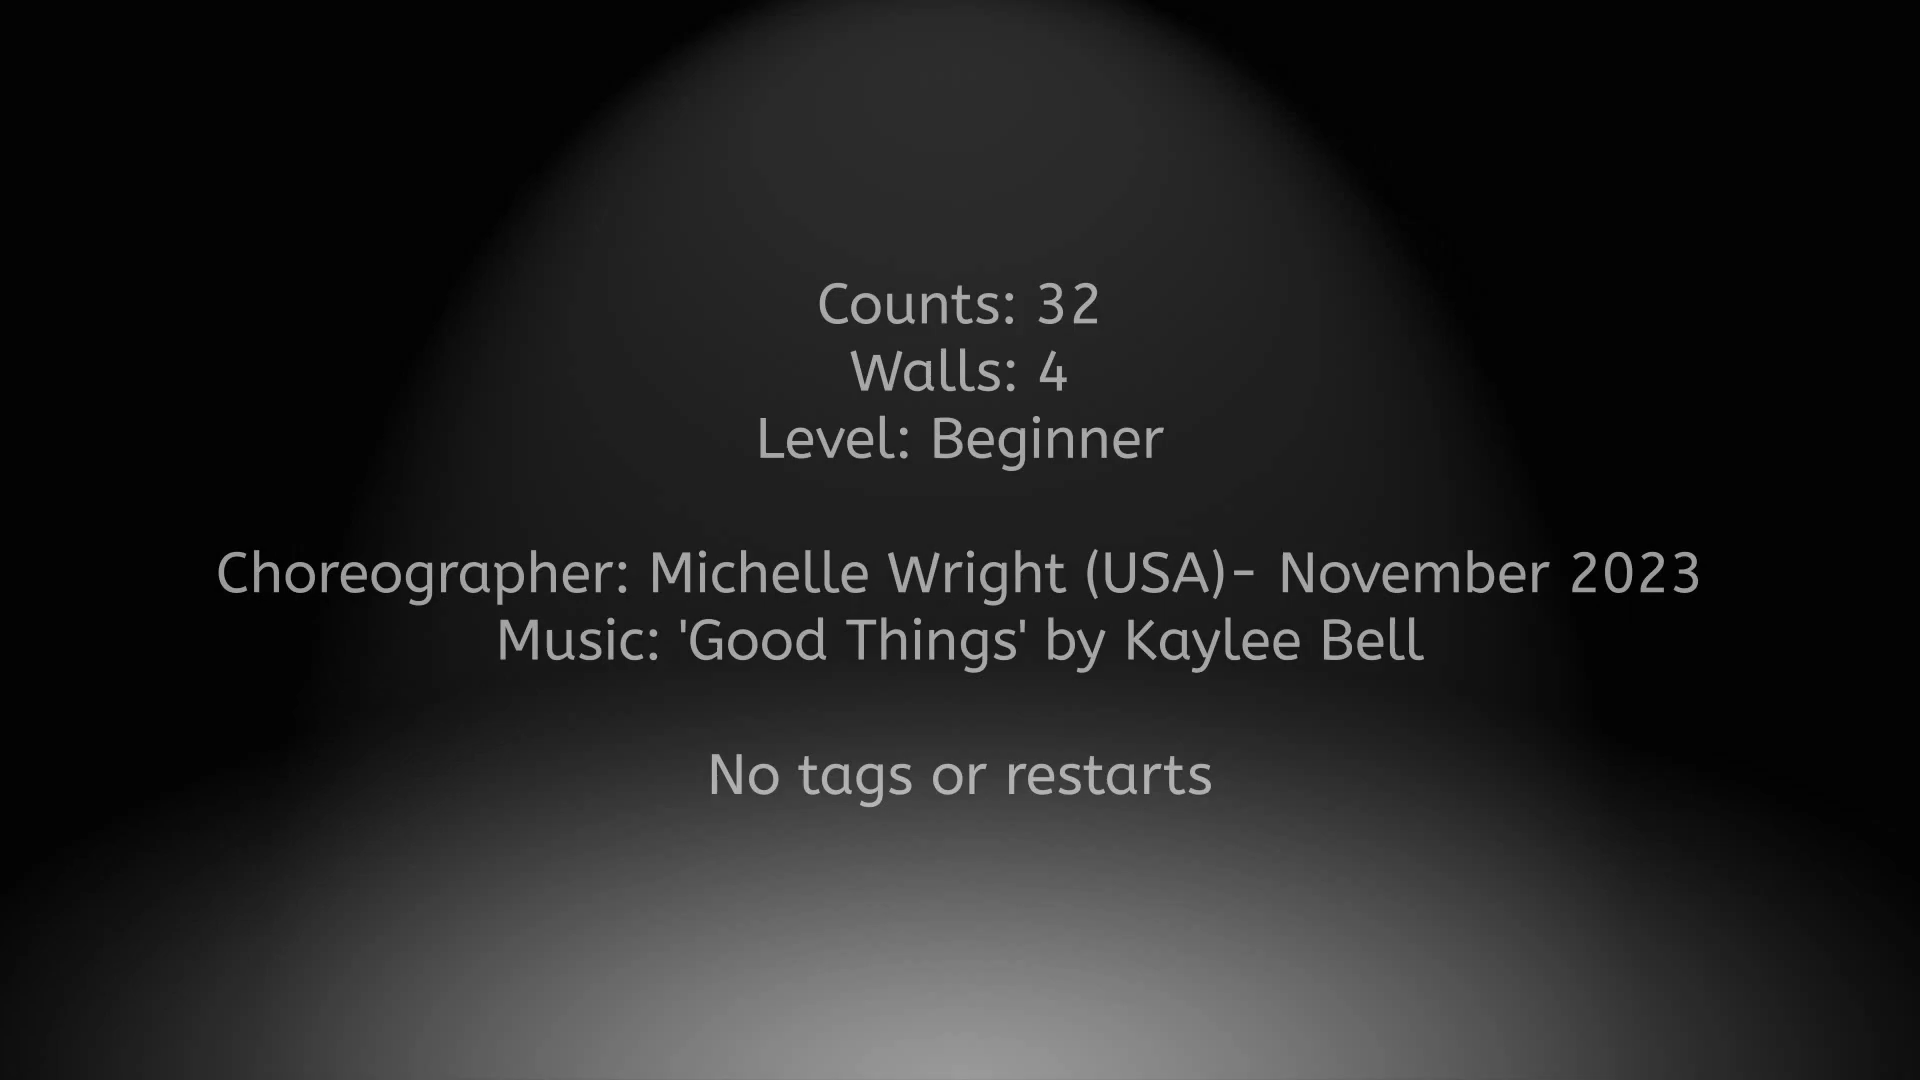 Counts: 32
Walls: 4
Level: Beginner
Choreographer: Michelle Wright (USA)- November 2023
Music: 'Good Things' by Kaylee Bell
No tags or restarts